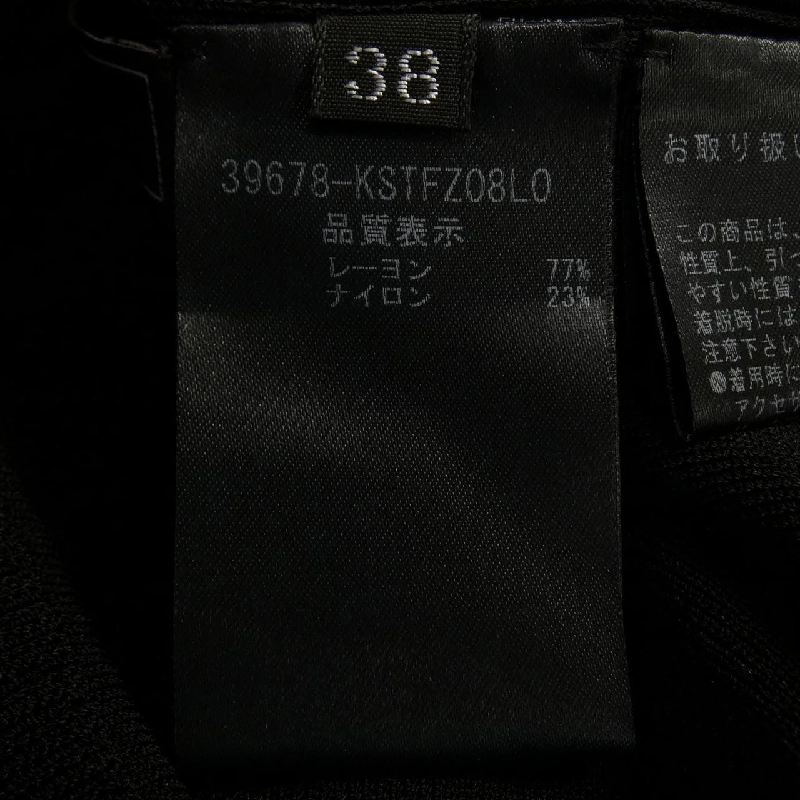 38
39678-KSTFZ08L0
品質表示
レーヨン 77%
ナイロン 23%
お取り扱い
この商品は、
性質上、引っ
やすい性質
着脱時には
注意下さい
●着用時に
アクセサ